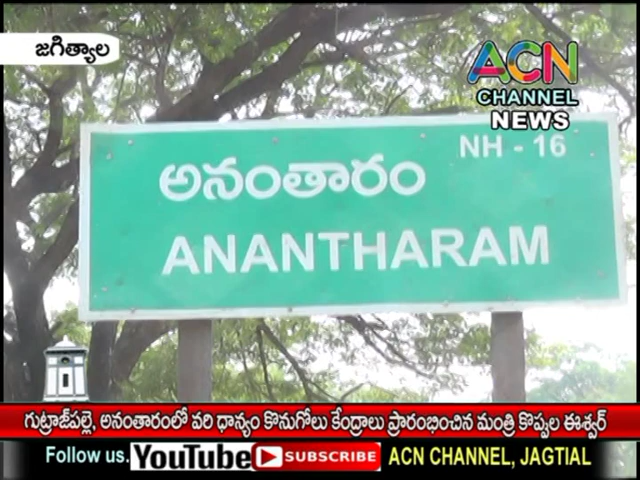 జగిత్యాల
ACN
CHANNEL
NEWS
NH - 16
అనంతారం
ANANTHARAM
గుట్రాజ్‌పల్లె, అనంతారంలో వరి ధాన్యం కొనుగోలు కేంద్రాలు ప్రారంభించిన మంత్రి కొప్పల ఈశ్వర్
Follow us. YouTube SUBSCRIBE ACN CHANNEL, JAGTIAL